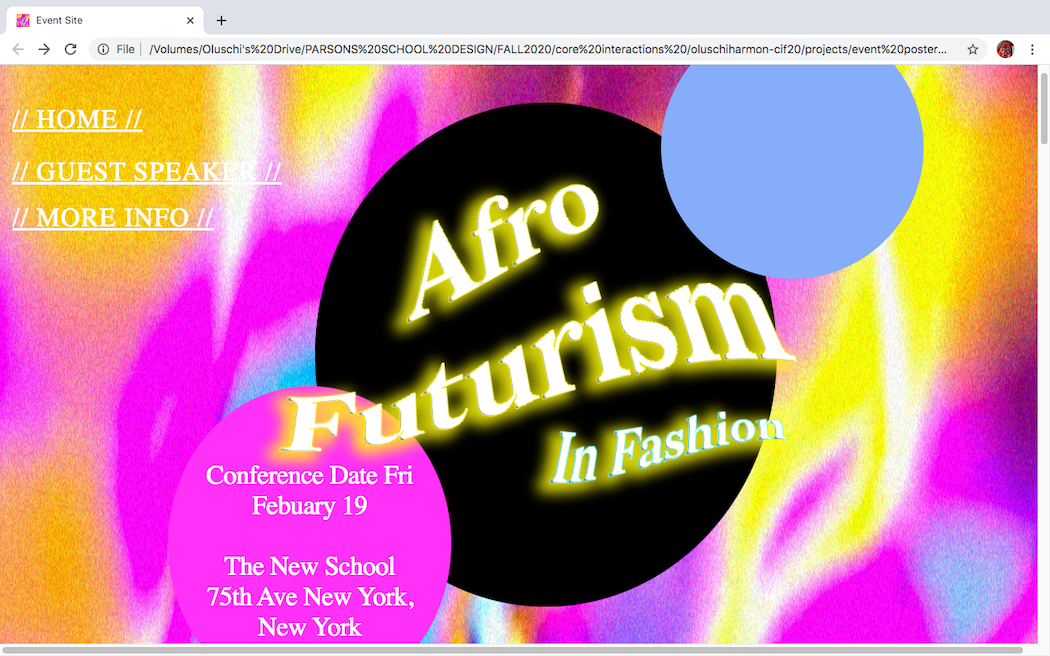 Event Site
File
/Volumes/Oluschi's%20Drive/PARSONS%20SCHOOL%20DESIGN/FALL2020/core%20interactions%20/oluschiharmon-cif20/projects/event%20poster...
// HOME //
// GUEST SPEAKER //
// MORE INFO //
Afro
Futurism
In Fashion
Conference Date Fri
Febuary 19
The New School
75th Ave New York,
New York